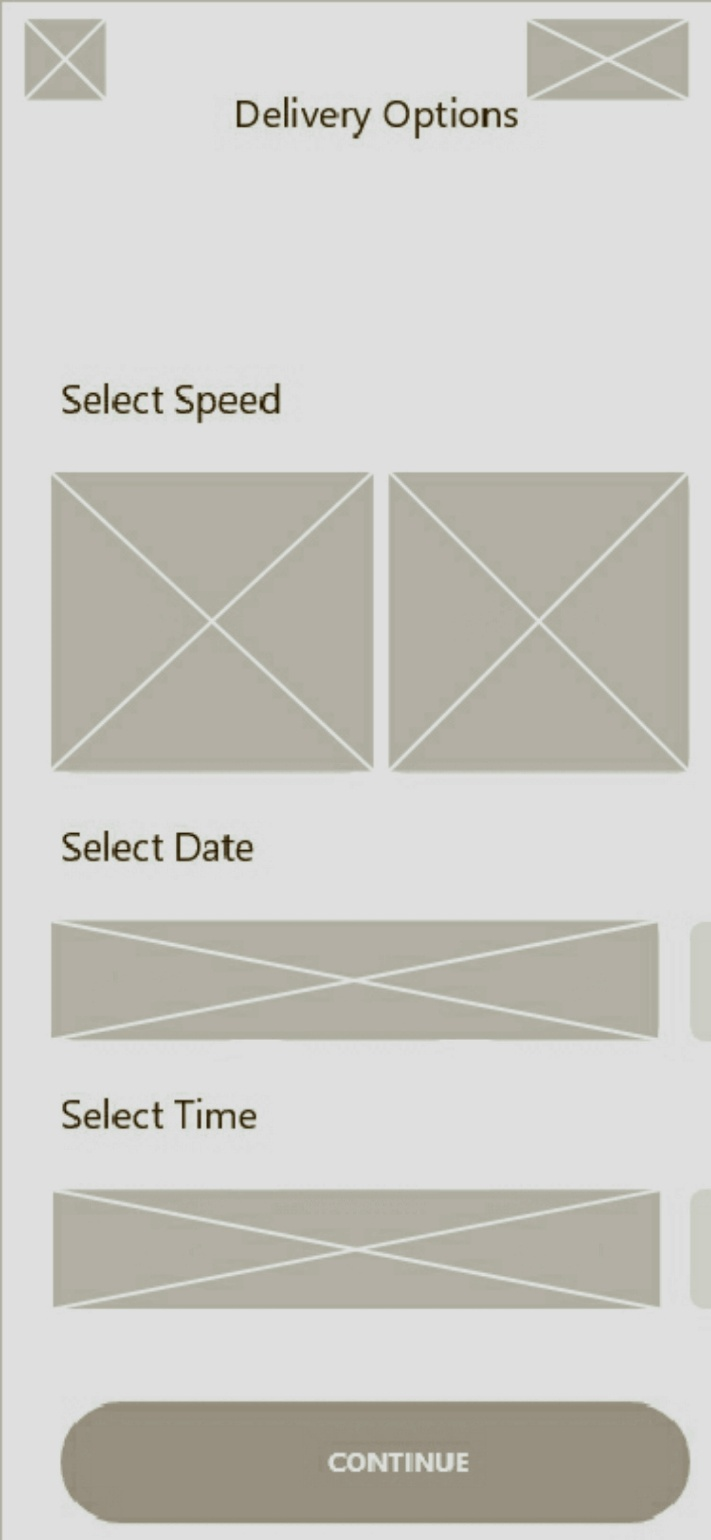 Delivery Options
Select Speed
Select Date
Select Time
CONTINUE